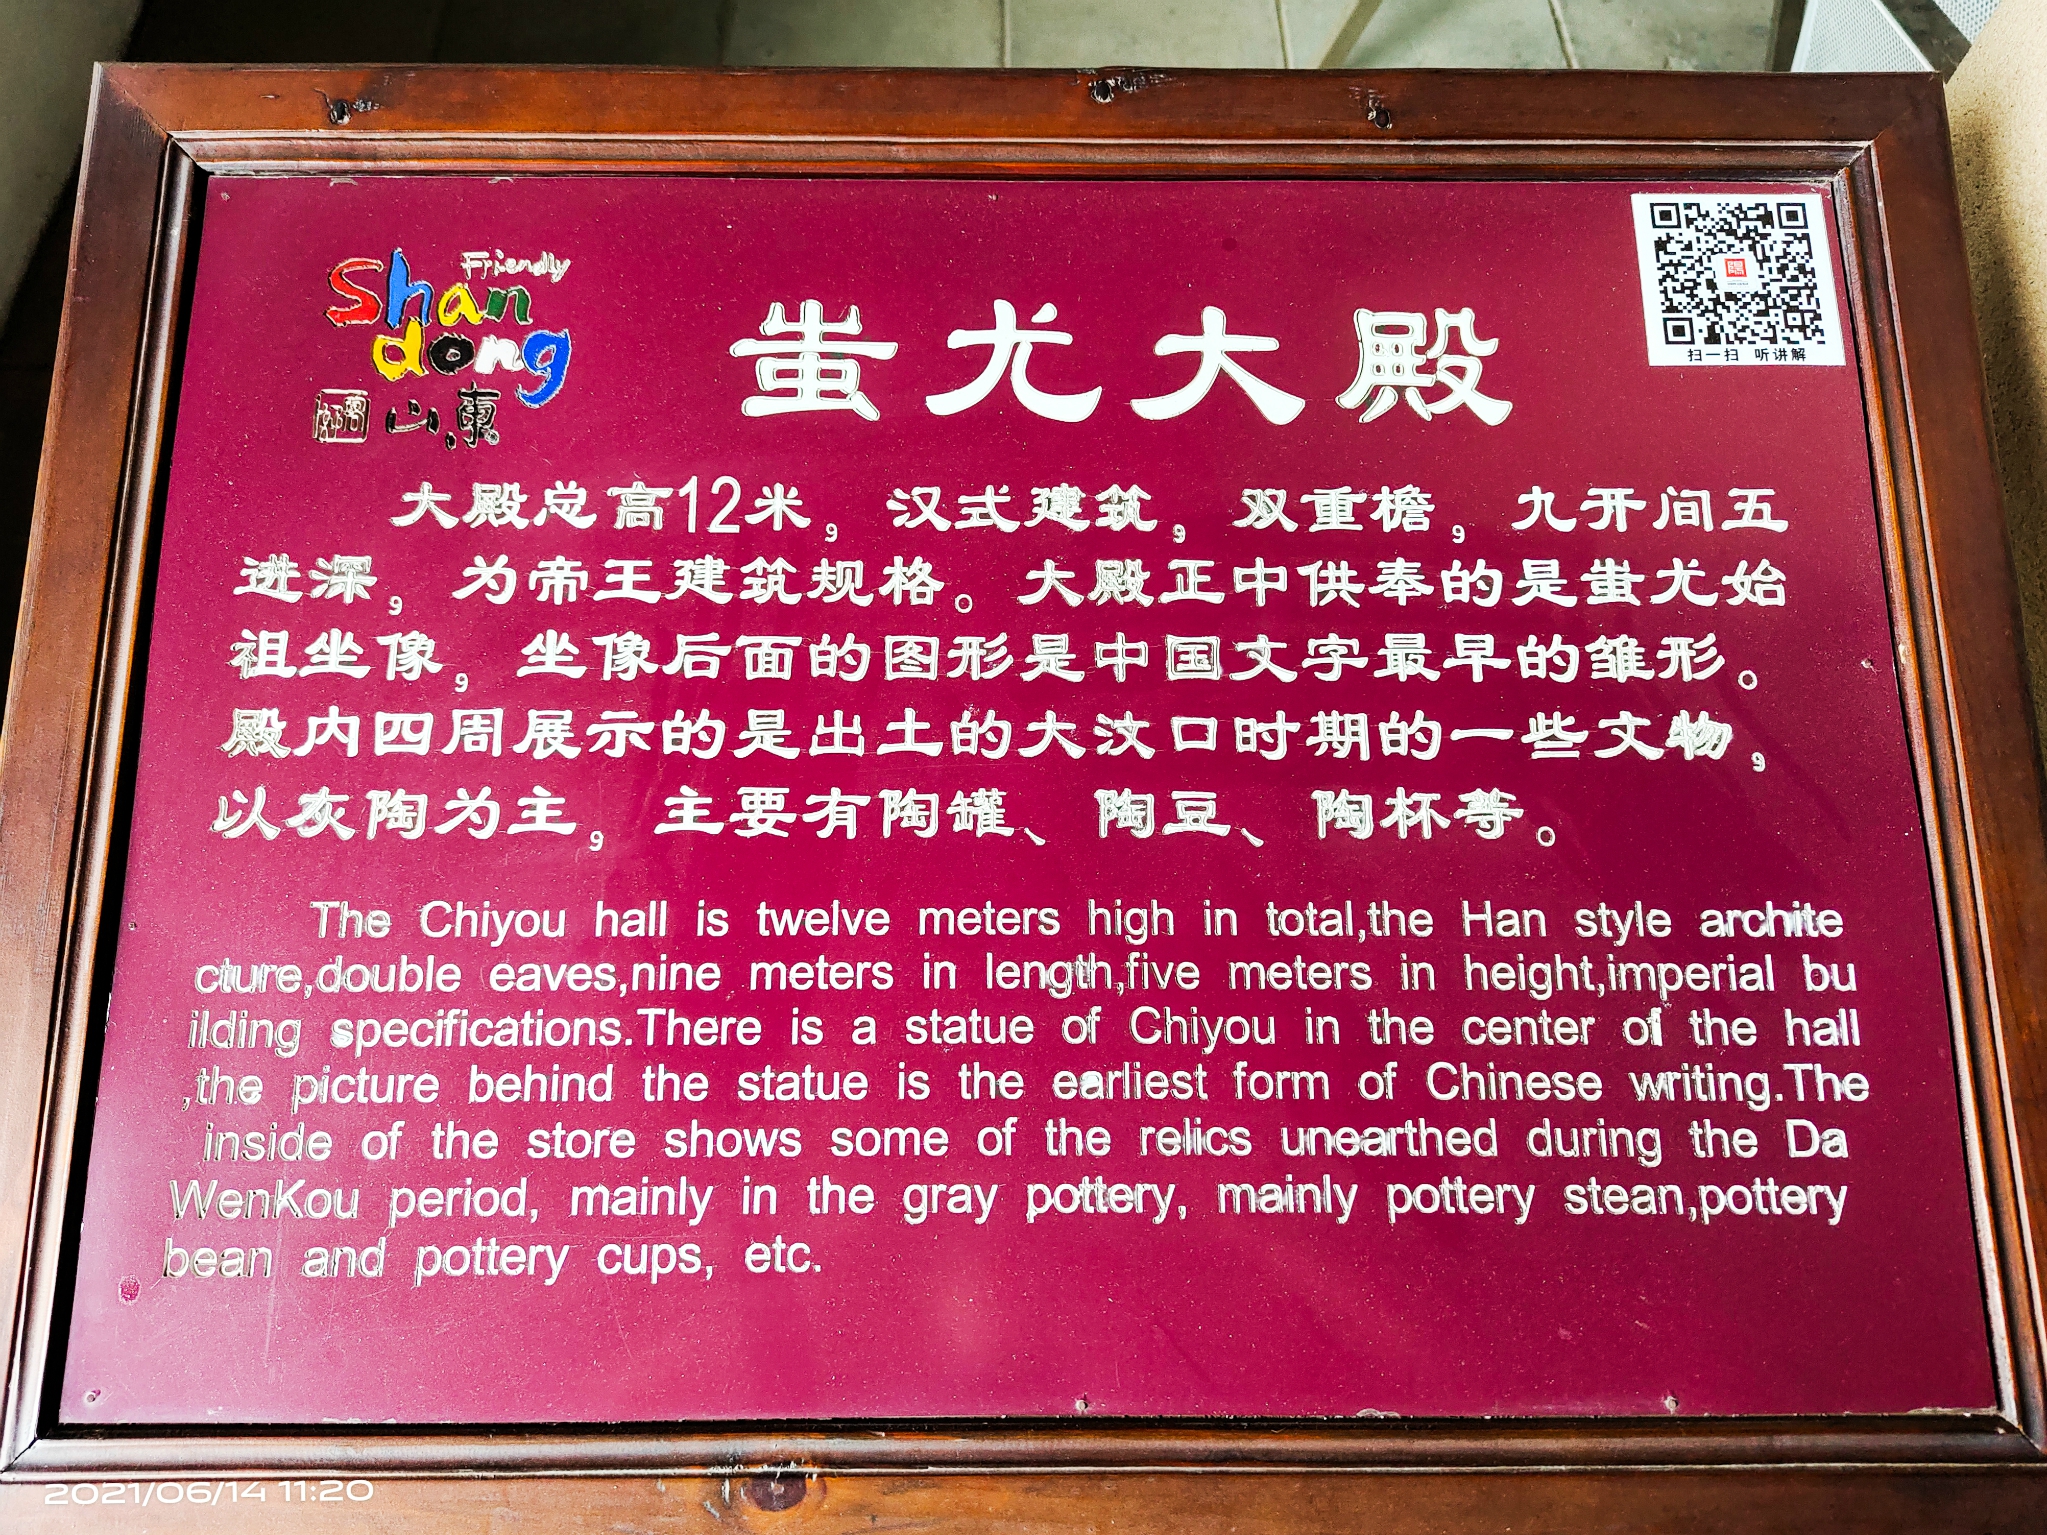 Friendly
Shan
dong
好客山东
蚩尤大殿
扫一扫 听讲解
大殿总高12米，汉式建筑，双重檐，九开间五
进深，为帝王建筑规格。大殿正中供奉的是蚩尤始
祖坐像，坐像后面的图形是中国文字最早的雏形。
殿内四周展示的是出土的大汶口时期的一些文物，
以灰陶为主，主要有陶罐、陶豆、陶杯等。
The Chiyou hall is twelve meters high in total,the Han style archite
cture,double eaves,nine meters in length,five meters in height,imperial bu
ilding specifications.There is a statue of Chiyou in the center of the hall
,the picture behind the statue is the earliest form of Chinese writing.The
inside of the store shows some of the relics unearthed during the Da
WenKou period, mainly in the gray pottery, mainly pottery stean,pottery
bean and pottery cups, etc.
2021/06/14 11:20